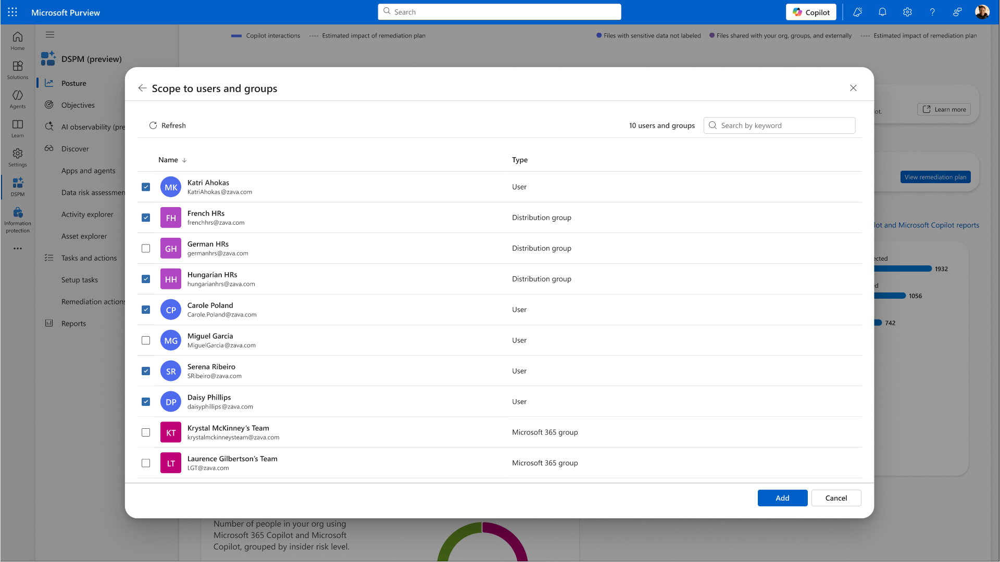 Microsoft Purview
Search
Copilot
Home
Solutions
Agents
Learn
Settings
DSPM
Information
protection
DSPM (preview)
Posture
Objectives
AI observability (pre
Discover
Apps and agents
Data risk assessmen
Activity explorer
Asset explorer
Tasks and actions
Setup tasks
Remediation actions
Reports
Copilot interactions
Estimated impact of remediation plan
Files with sensitive data not labeled
Files shared with your org, groups, and externally
Estimated impact of remediation plan
Scope to users and groups
Refresh
10 users and groups
Search by keyword
Name
Type
MK
Katri Ahokas
KatriAhokas@zava.com
User
FH
French HRs
frenchhrs@zava.com
Distribution group
GH
German HRs
germanhrs@zava.com
Distribution group
HH
Hungarian HRs
hungarianhrs@zava.com
Distribution group
CP
Carole Poland
Carole.Poland@zava.com
User
MG
Miguel Garcia
MiguelGarcia@zava.com
User
SR
Serena Ribeiro
SRibeiro@zava.com
User
DP
Daisy Phillips
daisyphillips@zava.com
User
KT
Krystal McKinney's Team
krystalmckinneysteam@zava.com
Microsoft 365 group
LT
Laurence Gilbertson's Team
LGT@zava.com
Microsoft 365 group
Add
Cancel
ot.
Learn more
View remediation plan
lot and Microsoft Copilot reports
ected
1932
d
1056
742
Number of people in your org using
Microsoft 365 Copilot and Microsoft
Copilot, grouped by insider risk level.